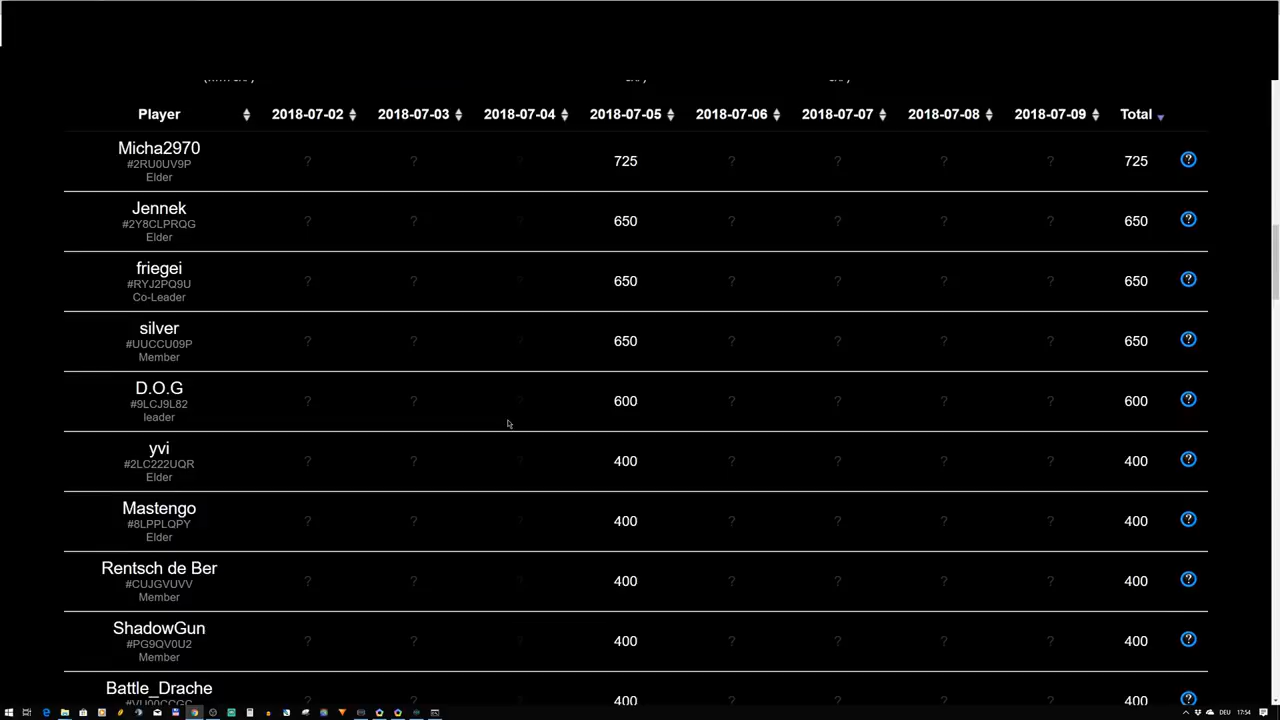 Player 2018-07-02 2018-07-03 2018-07-04 2018-07-05 2018-07-06 2018-07-07 2018-07-08 2018-07-09 Total
Micha2970
#2RU0UV9P
Elder
? ? ? 725 ? ? ? ? 725 ?
Jennek
#2Y8CLPRQG
Elder
? ? ? 650 ? ? ? ? 650 ?
friegei
#RYJ2PQ9U
Co-Leader
? ? ? 650 ? ? ? ? 650 ?
silver
#UUCCU09P
Member
? ? ? 650 ? ? ? ? 650 ?
D.O.G
#9LCJ9L82
leader
? ? ? 600 ? ? ? ? 600 ?
yvi
#2LC222UQR
Elder
? ? ? 400 ? ? ? ? 400 ?
Mastengo
#8LPPLQPY
Elder
? ? ? 400 ? ? ? ? 400 ?
Rentsch de Ber
#CUJGVUVV
Member
? ? ? 400 ? ? ? ? 400 ?
ShadowGun
#PG9QV0U2
Member
? ? ? 400 ? ? ? ? 400 ?
Battle_Drache
? ? ? 400 ? ? ? ? 400 ?
DEU 17:54